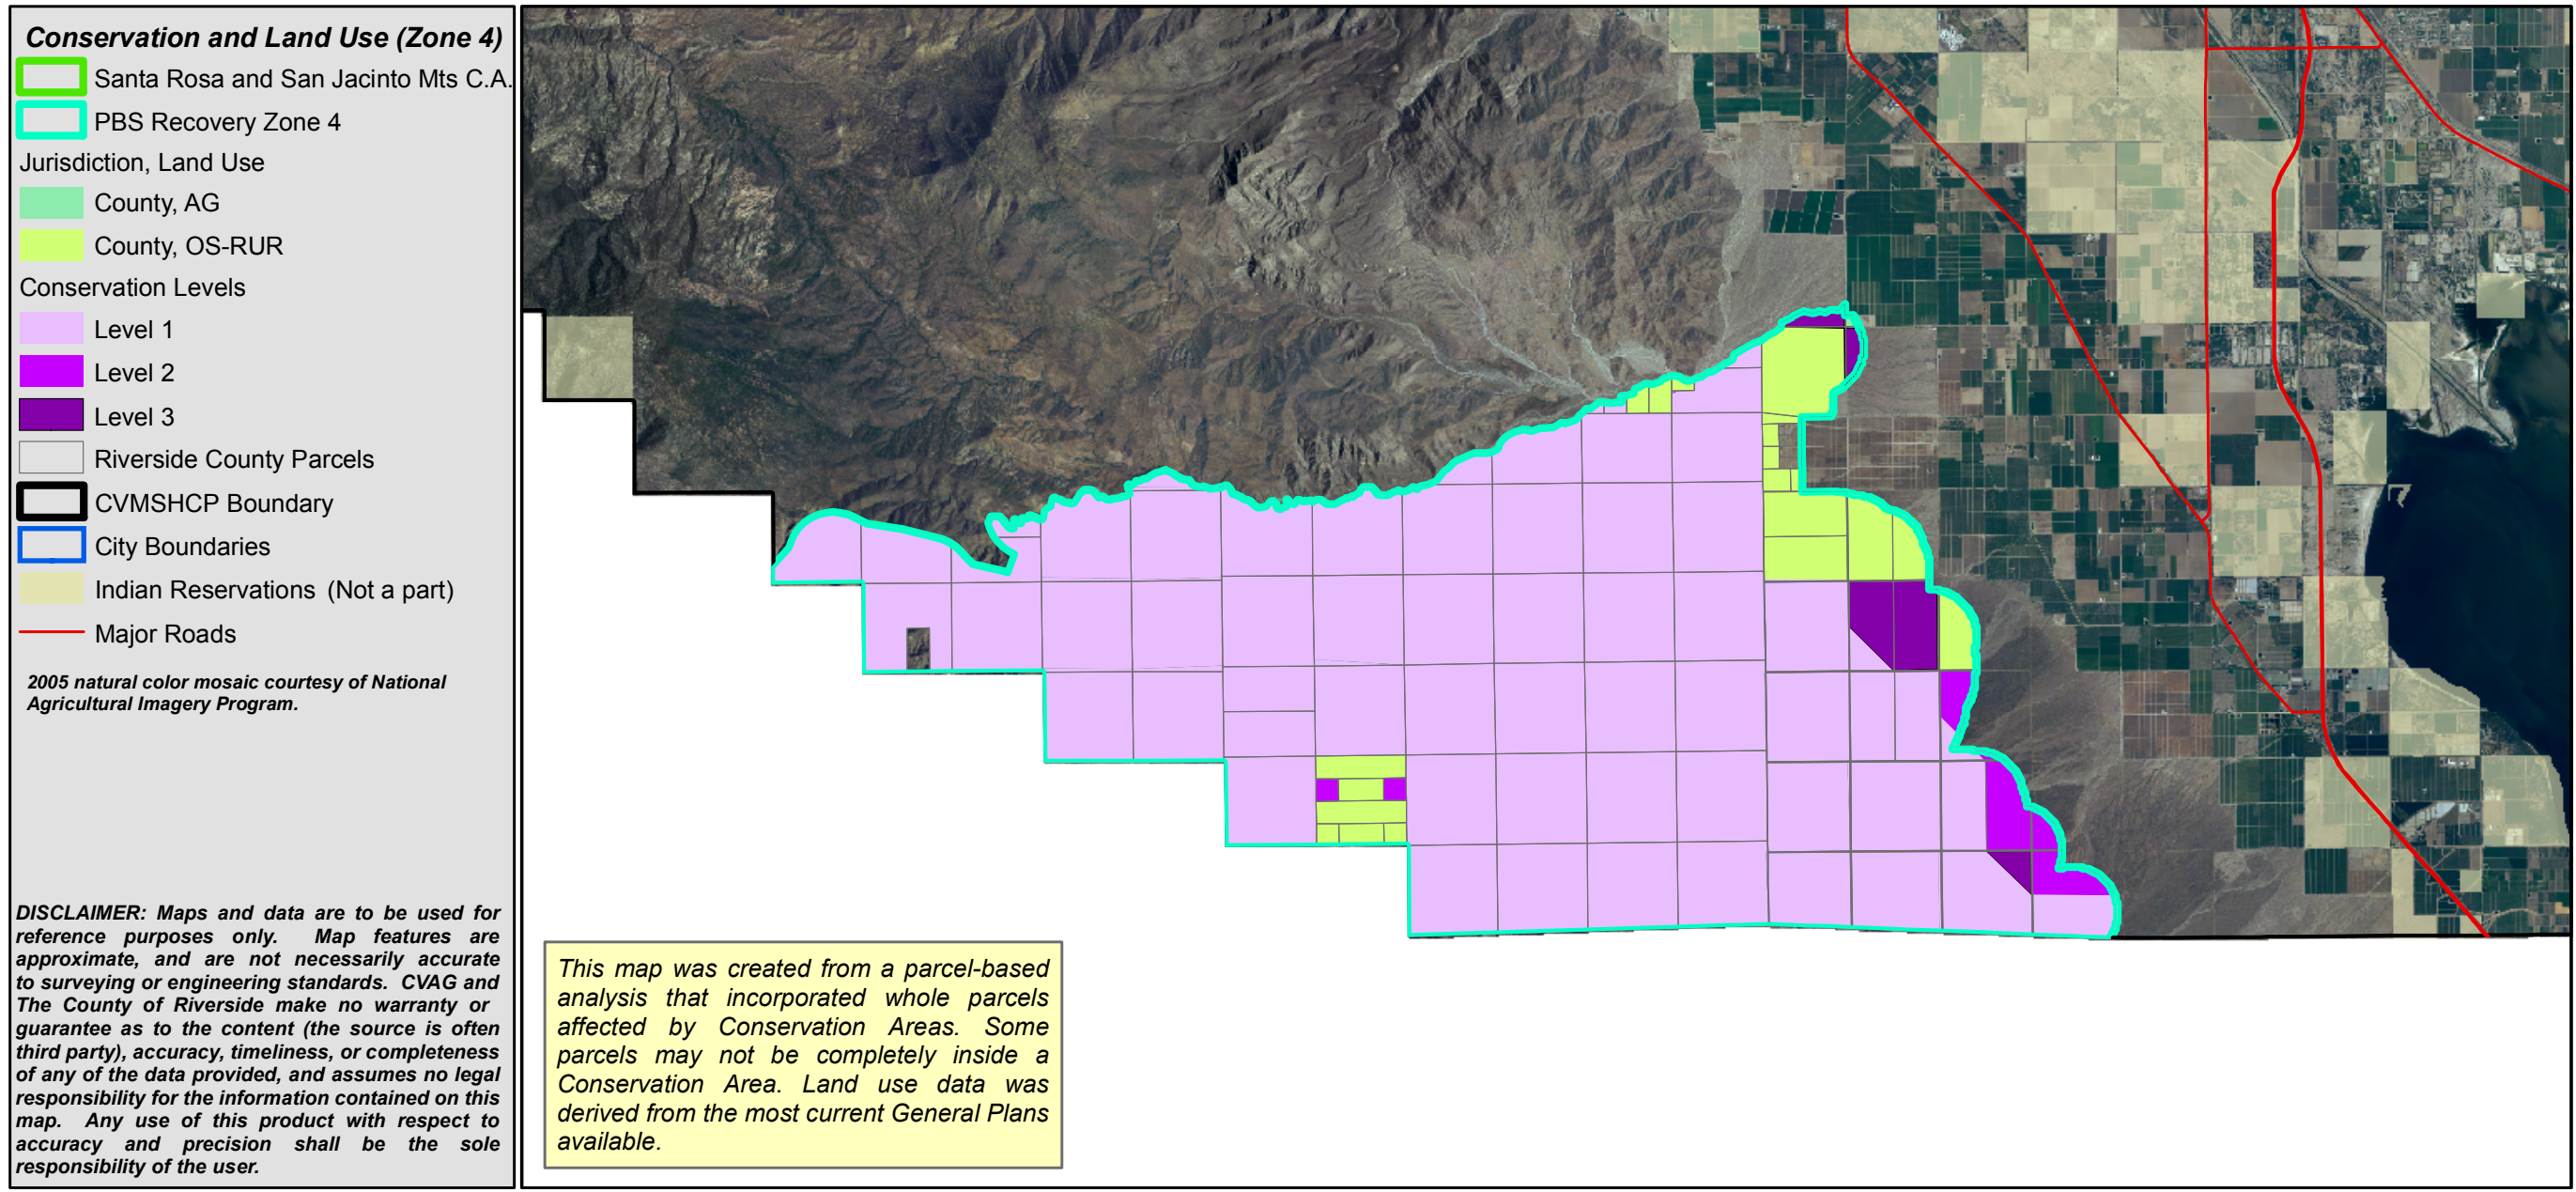 Conservation and Land Use (Zone 4)
Santa Rosa and San Jacinto Mts C.A.
PBS Recovery Zone 4
Jurisdiction, Land Use
County, AG
County, OS-RUR
Conservation Levels
Level 1
Level 2
Level 3
Riverside County Parcels
CVMSHCP Boundary
City Boundaries
Indian Reservations (Not a part)
Major Roads
2005 natural color mosaic courtesy of National
Agricultural Imagery Program.
DISCLAIMER: Maps and data are to be used for
reference purposes only. Map features are
approximate, and are not necessarily accurate
to surveying or engineering standards. CVAG and
The County of Riverside make no warranty or
guarantee as to the content (the source is often
third party), accuracy, timeliness, or completeness
of any of the data provided, and assumes no legal
responsibility for the information contained on this
map. Any use of this product with respect to
accuracy and precision shall be the sole
responsibility of the user.
This map was created from a parcel-based
analysis that incorporated whole parcels
affected by Conservation Areas. Some
parcels may not be completely inside a
Conservation Area. Land use data was
derived from the most current General Plans
available.